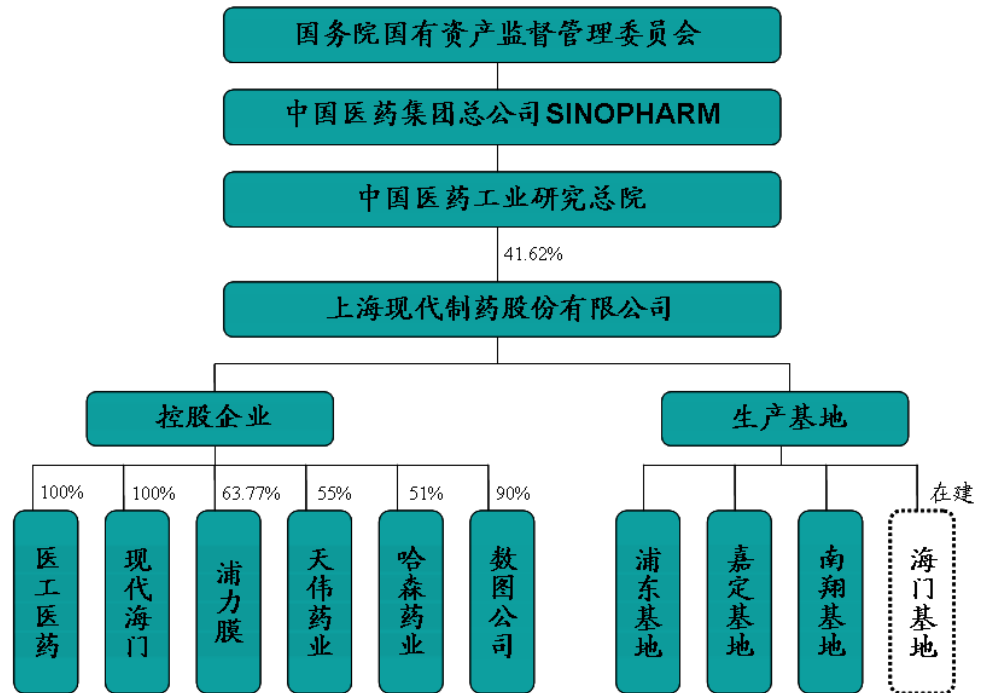 国务院国有资产监督管理委员会
中国医药集团总公司SINOPHARM
中国医药工业研究总院
41.62%
上海现代制药股份有限公司
控股企业
生产基地
100%
100%
63.77%
55%
51%
90%
在建
医工医药
现代海门
浦力膜
天伟药业
哈森药业
数图公司
浦东基地
嘉定基地
南翔基地
海门基地